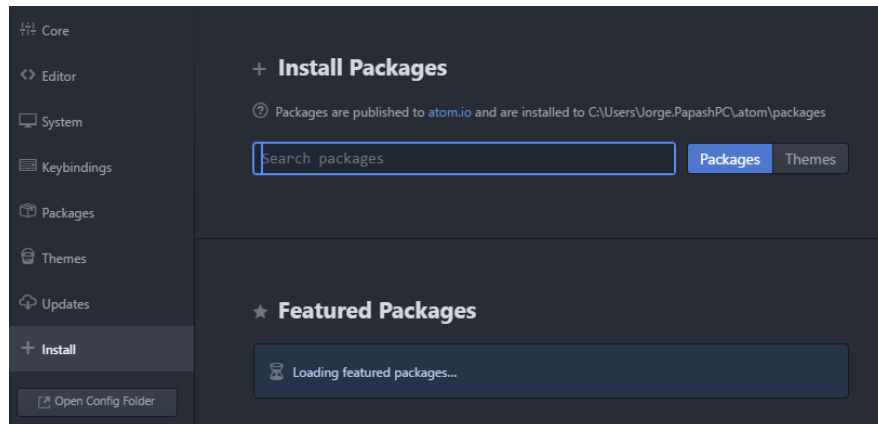 Core
Editor
System
Keybindings
Packages
Themes
Updates
Install
Open Config Folder
Install Packages
Packages are published to atom.io and are installed to C:\Users\Jorge.PapashPC\.atom\packages
Search packages
Packages Themes
Featured Packages
Loading featured packages...